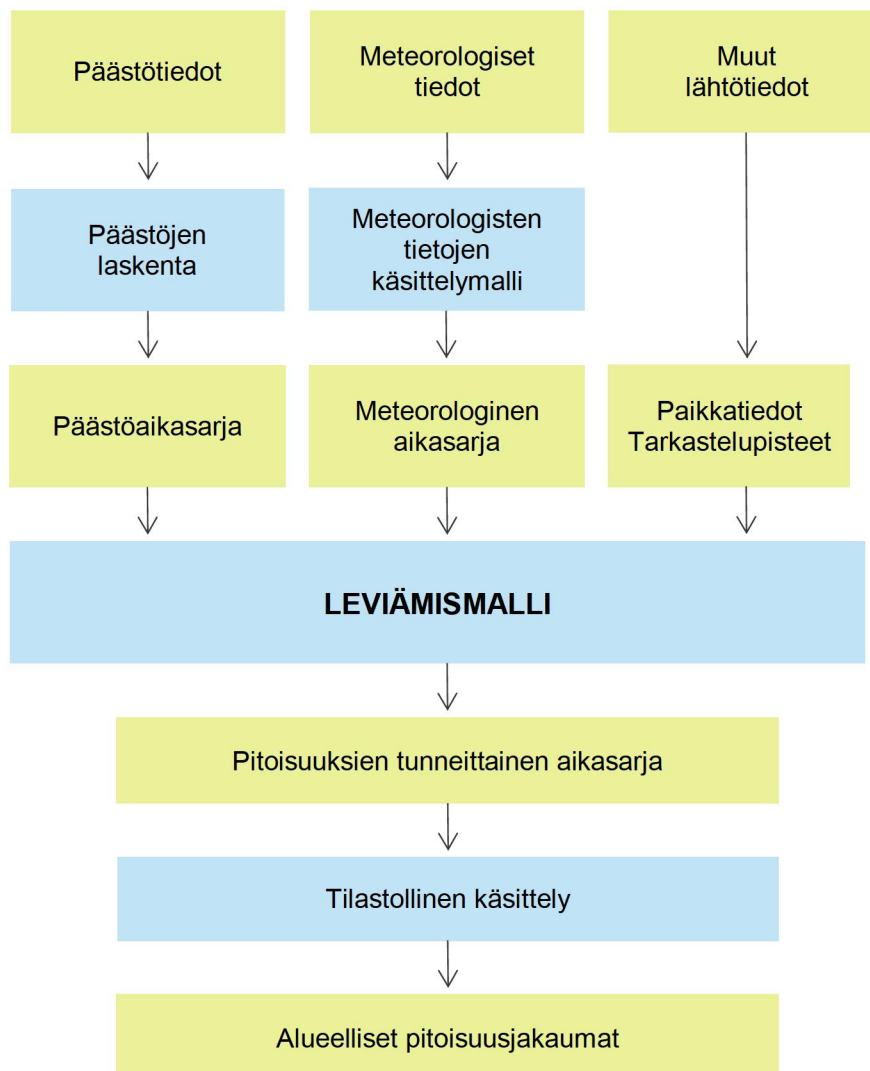 Päästötiedot
Meteorologiset
tiedot
Muut
lähtötiedot
Päästöjen
laskenta
Meteorologisten
tietojen
käsittelymalli
Päästöaikasarja
Meteorologinen
aikasarja
Paikkatiedot
Tarkastelupisteet
LEVIÄMISMALLI
Pitoisuuksien tunneittainen aikasarja
Tilastollinen käsittely
Alueelliset pitoisuusjakaumat